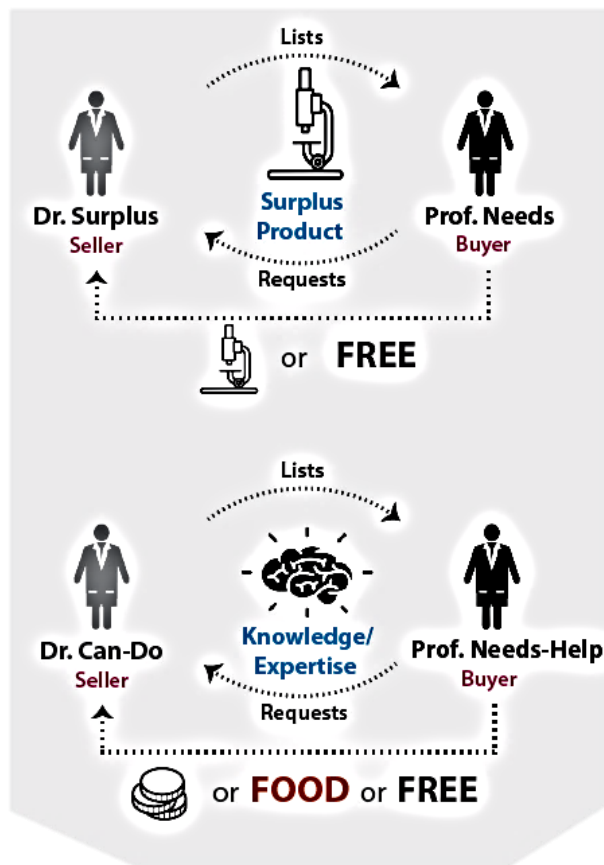 Lists
Dr. Surplus
Seller
Surplus
Product
Prof. Needs
Buyer
Requests
or FREE
Lists
Dr. Can-Do
Seller
Knowledge/
Expertise
Prof. Needs-Help
Buyer
Requests
or FOOD or FREE